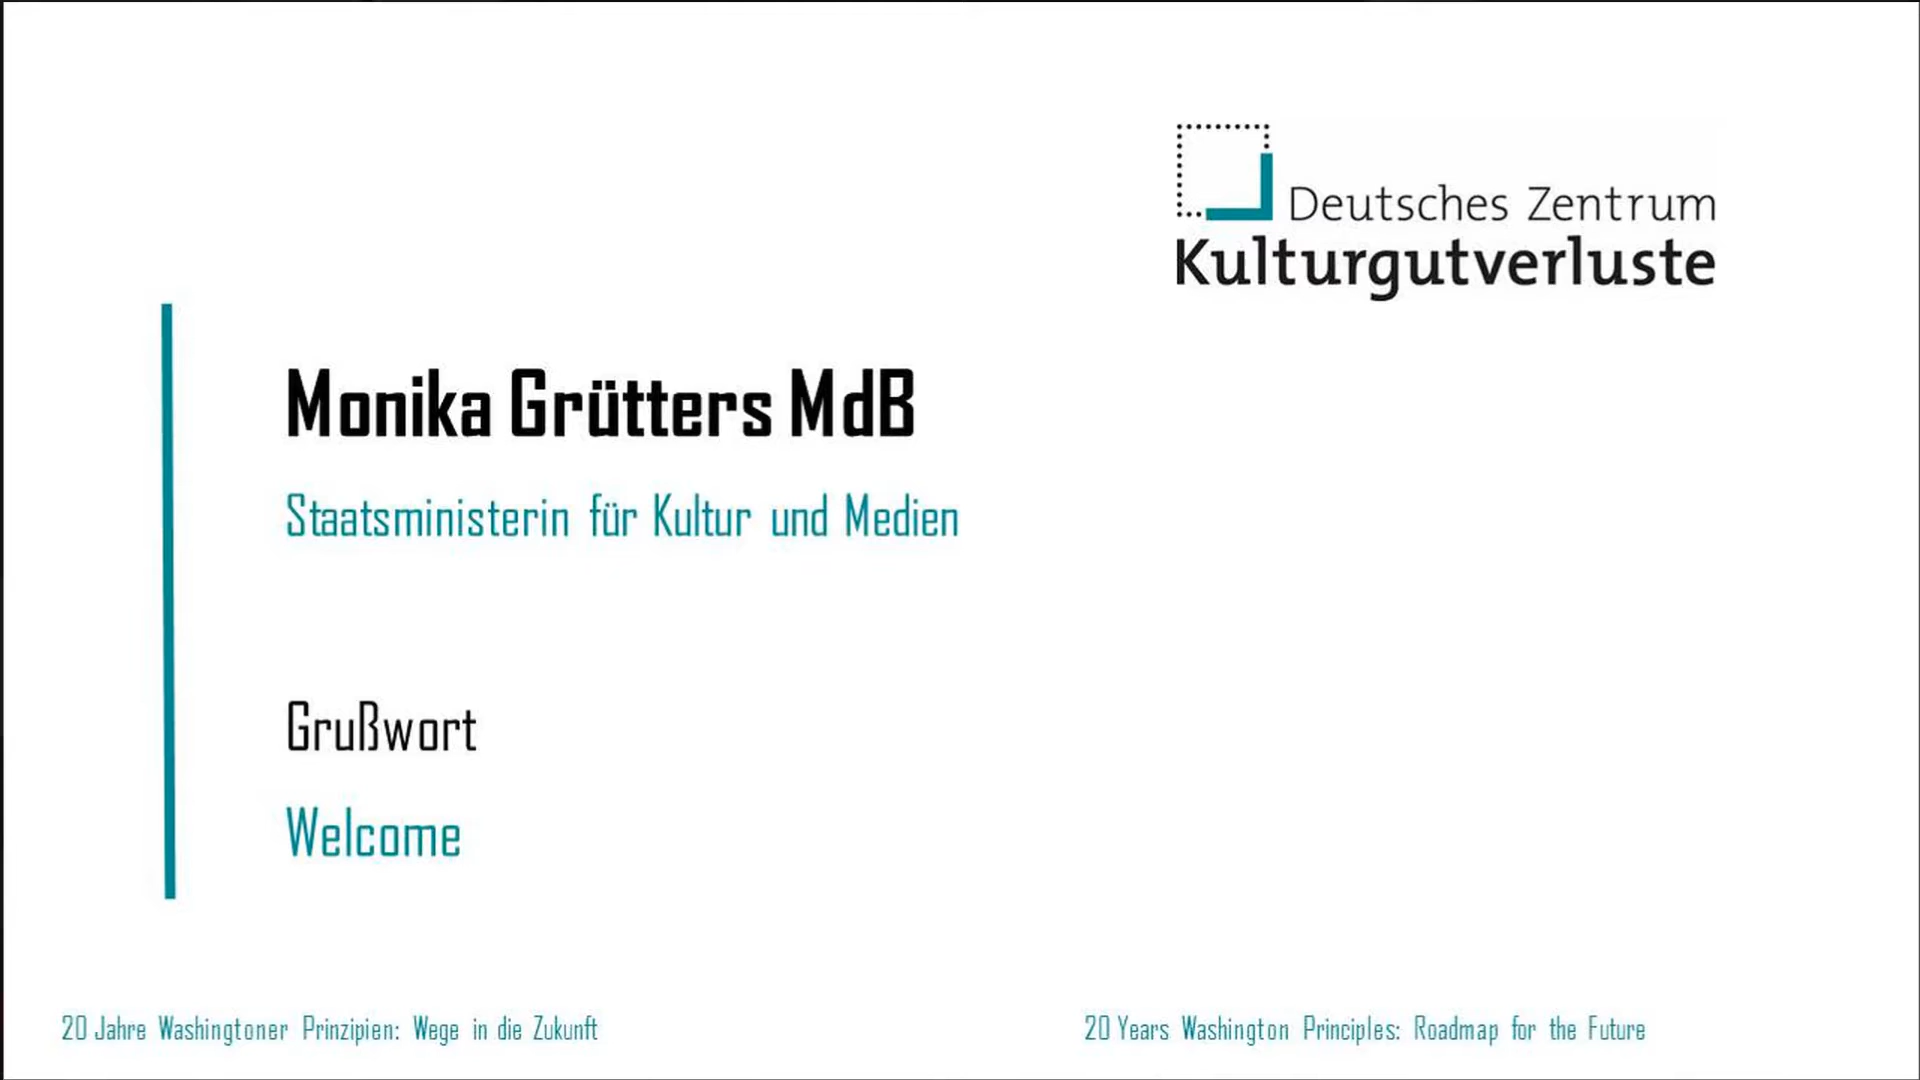 Deutsches Zentrum
Kulturgutverluste
Monika Grütters MdB
Staatsministerin für Kultur und Medien
Grußwort
Welcome
20 Jahre Washingtoner Prinzipien: Wege in die Zukunft
20 Years Washington Principles: Roadmap for the Future